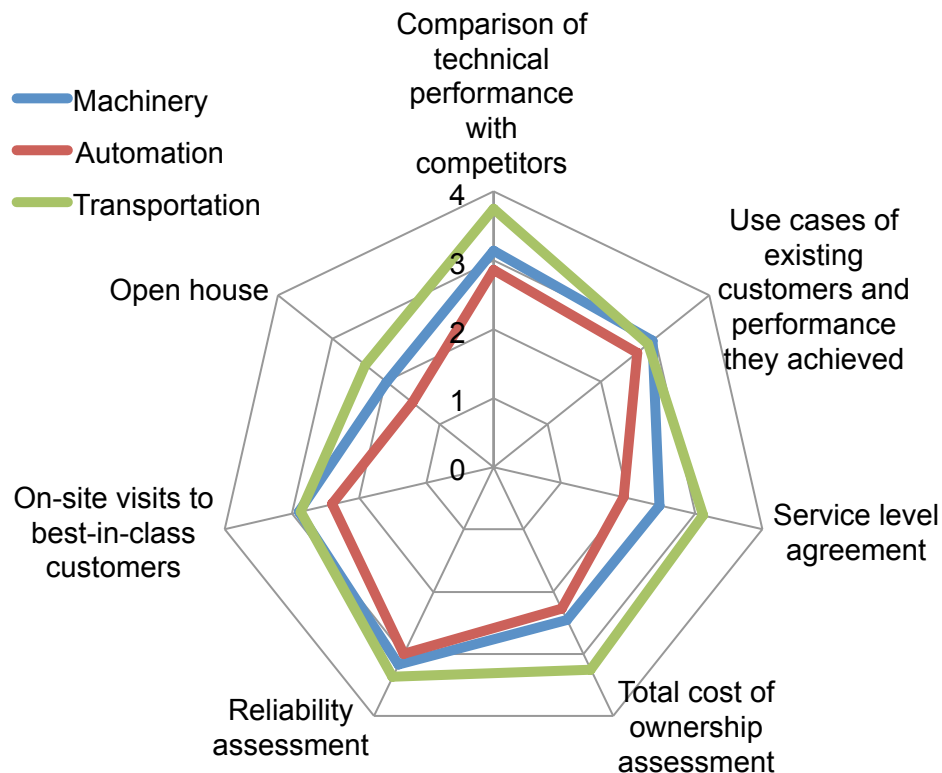 Comparison of
technical
performance
with
competitors
Machinery
Automation
Transportation
4
3
2
1
0
Use cases of
existing
customers and
performance
they achieved
Open house
Service level
agreement
On-site visits to
best-in-class
customers
Total cost of
ownership
assessment
Reliability
assessment